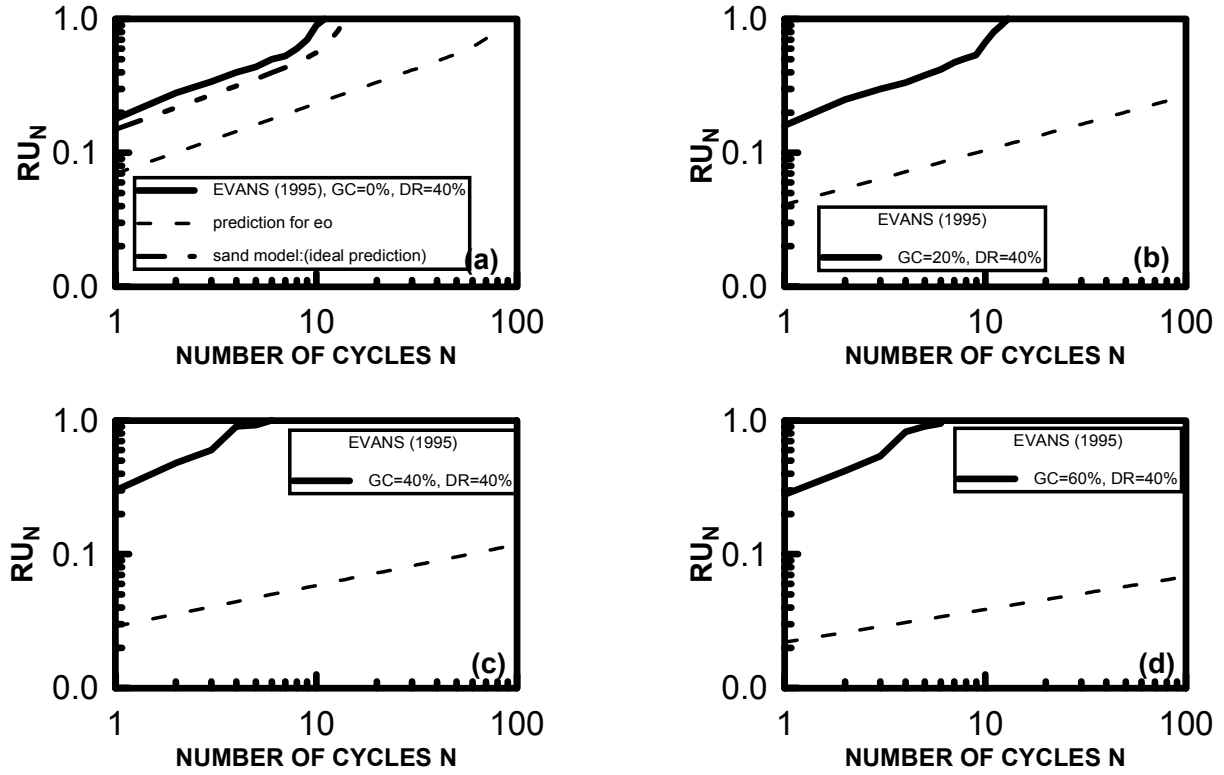 1.0
0.1
0.0
RU_N
EVANS (1995), GC=0%, DR=40%
prediction for eo
sand model:(ideal prediction)
(a)
1 10 100
NUMBER OF CYCLES N
1.0
0.1
0.0
RU_N
EVANS (1995)
GC=20%, DR=40%
(b)
1 10 100
NUMBER OF CYCLES N
1.0
0.1
0.0
RU_N
EVANS (1995)
GC=40%, DR=40%
(c)
1 10 100
NUMBER OF CYCLES N
1.0
0.1
0.0
RU_N
EVANS (1995)
GC=60%, DR=40%
(d)
1 10 100
NUMBER OF CYCLES N